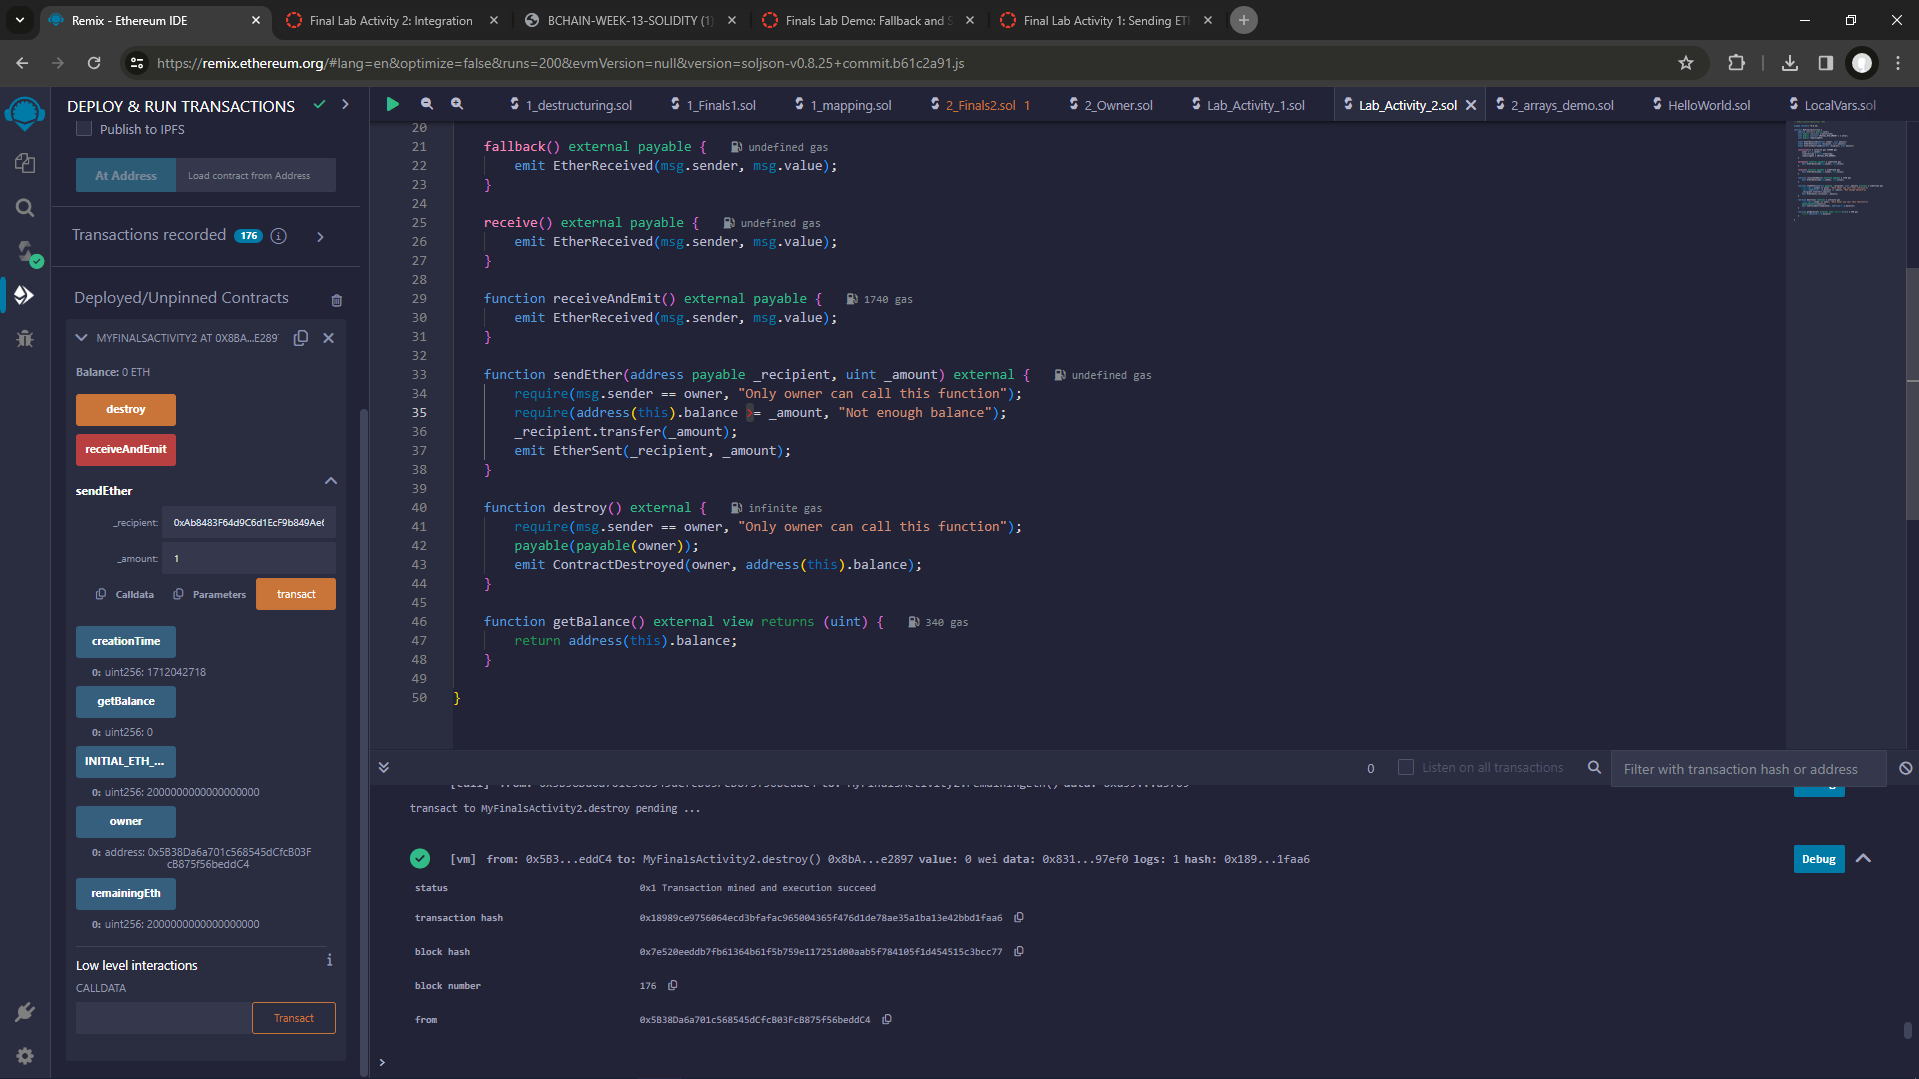 Remix - Ethereum IDE
Final Lab Activity 2: Integration
BCHAIN-WEEK-13-SOLIDITY (1)
Finals Lab Demo: Fallback and S
Final Lab Activity 1: Sending ETH
https://remix.ethereum.org/#lang=en&optimize=false&runs=200&evmVersion=null&version=soljson-v0.8.25+commit.b61c2a91.js
DEPLOY & RUN TRANSACTIONS
Publish to IPFS
At Address
Load contract from Address
Transactions recorded 176
Deployed/Unpinned Contracts
MYFINALSACTIVITY2 AT 0X8BA...E289
Balance: 0 ETH
destroy
receiveAndEmit
sendEther
_recipient: 0xAb8483F64d9C6d1EcF9b849Ae6
_amount: 1
Calldata
Parameters
transact
creationTime
0: uint256: 1712042718
getBalance
0: uint256: 0
INITIAL_ETH_...
0: uint256: 2000000000000000000
owner
0: address: 0x5B38Da6a701c568545dCfcB03F
cB875f56beddC4
remainingEth
0: uint256: 2000000000000000000
Low level interactions
CALLDATA
Transact
1_destructuring.sol
1_Finals1.sol
1_mapping.sol
2_Finals2.sol 1
2_Owner.sol
Lab_Activity_1.sol
Lab_Activity_2.sol
2_arrays_demo.sol
HelloWorld.sol
LocalVars.sol
20
21 fallback() external payable { undefined gas
22 emit EtherReceived(msg.sender, msg.value);
23 }
24
25 receive() external payable { undefined gas
26 emit EtherReceived(msg.sender, msg.value);
27 }
28
29 function receiveAndEmit() external payable { 1740 gas
30 emit EtherReceived(msg.sender, msg.value);
31 }
32
33 function sendEther(address payable _recipient, uint _amount) external { undefined gas
34 require(msg.sender == owner, "Only owner can call this function");
35 require(address(this).balance >= _amount, "Not enough balance");
36 _recipient.transfer(_amount);
37 emit EtherSent(_recipient, _amount);
38 }
39
40 function destroy() external { infinite gas
41 require(msg.sender == owner, "Only owner can call this function");
42 payable(payable(owner));
43 emit ContractDestroyed(owner, address(this).balance);
44 }
45
46 function getBalance() external view returns (uint) { 340 gas
47 return address(this).balance;
48 }
49
50 }
0
Listen on all transactions
Filter with transaction hash or address
transact to MyFinalsActivity2.destroy pending ...
[vm] from: 0x5B3...eddC4 to: MyFinalsActivity2.destroy() 0x8bA...e2897 value: 0 wei data: 0x831...97ef0 logs: 1 hash: 0x189...1faa6
Debug
status 0x1 Transaction mined and execution succeed
transaction hash 0x18989ce9756064ecd3bfafac965004365f476d1de78ae35a1ba13e42bbd1faa6
block hash 0x7e520eeddb7fb61364b61f5b759e117251d00aab5f784105f1d454515c3bcc77
block number 176
from 0x5B38Da6a701c568545dCfcB03FcB875f56beddC4
>